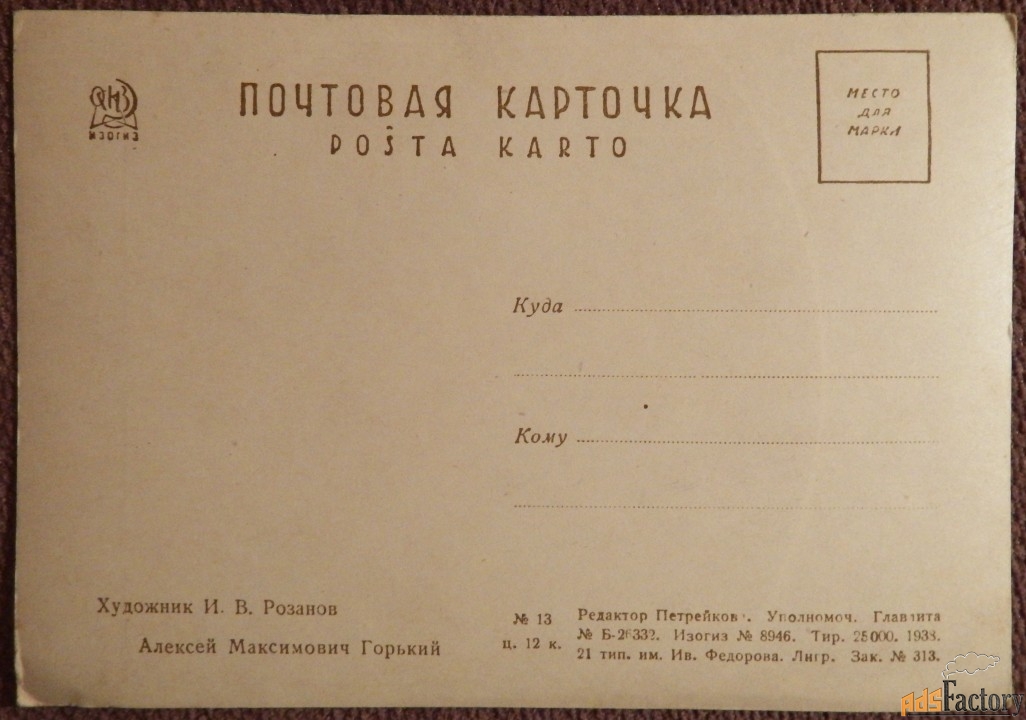 ИЗОГИЗ
ПОЧТОВАЯ КАРТОЧКА
POŜTA KARTO
МЕСТО
ДЛЯ
МАРКИ
Куда
Кому
Художник И. В. Розанов
Алексей Максимович Горький
№ 13
ц. 12 к.
Редактор Петрейков. Уполномоч. Главлита
№ Б-26332. Изогиз № 8946. Тир. 25000. 1938.
21 тип. им. Ив. Федорова. Лнгр. Зак. № 313.
AdsFactory